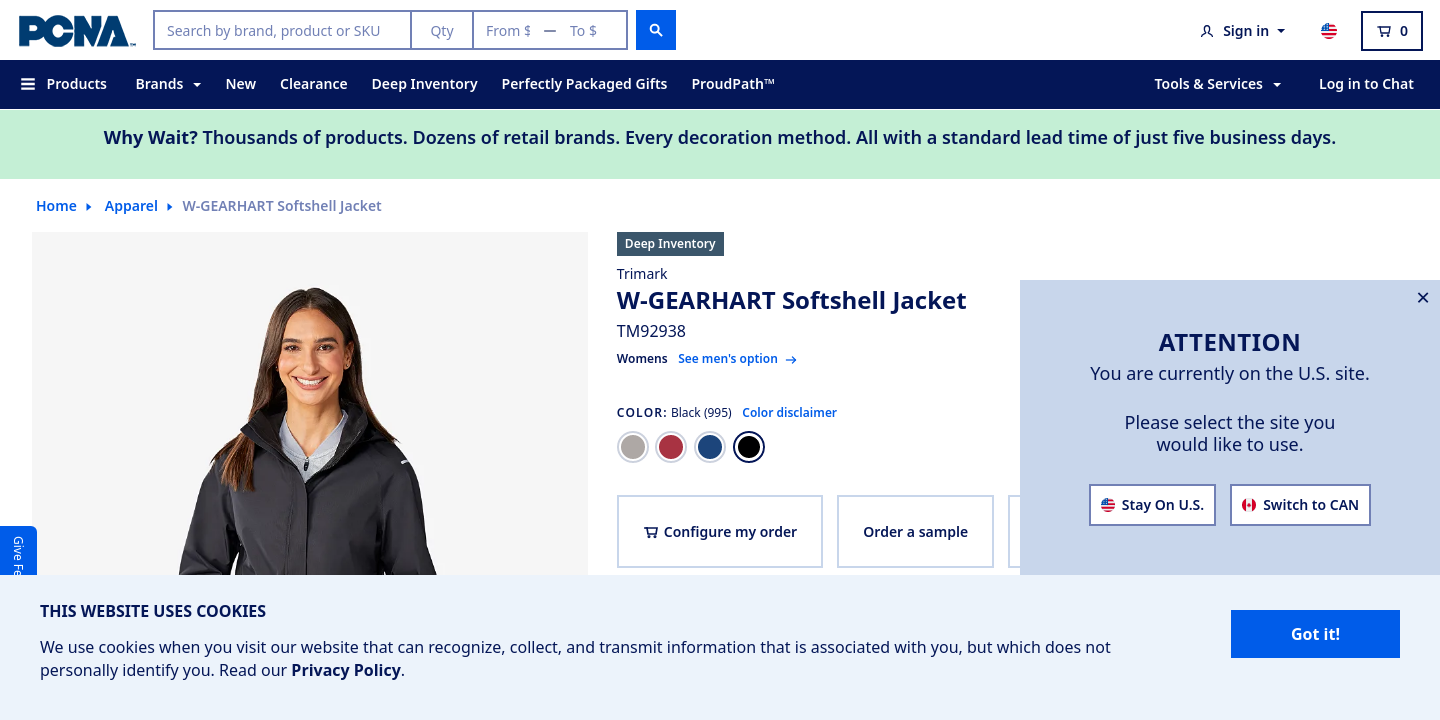 PCNA™
Search by brand, product or SKU
Qty
From $ — To $
Sign in
0
Products
Brands
New
Clearance
Deep Inventory
Perfectly Packaged Gifts
ProudPath™
Tools & Services
Log in to Chat
Why Wait? Thousands of products. Dozens of retail brands. Every decoration method. All with a standard lead time of just five business days.
Home
Apparel
W-GEARHART Softshell Jacket
Deep Inventory
Trimark
W-GEARHART Softshell Jacket
TM92938
Womens See men's option
COLOR: Black (995) Color disclaimer
Configure my order
Order a sample
ATTENTION
You are currently on the U.S. site.
Please select the site you
would like to use.
Stay On U.S.
Switch to CAN
Give
THIS WEBSITE USES COOKIES
We use cookies when you visit our website that can recognize, collect, and transmit information that is associated with you, but which does not
personally identify you. Read our Privacy Policy.
Got it!